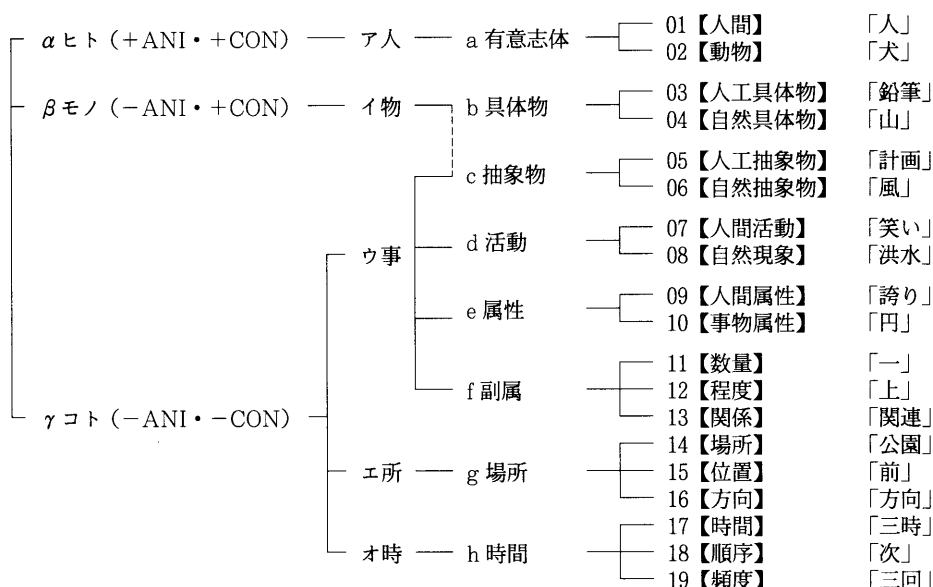 αヒト (+ANI・+CON) ア人 a 有意志体 01【人間】 「人」
02【動物】 「犬」
βモノ (-ANI・+CON) イ物 b 具体物 03【人工具体物】 「鉛筆」
04【自然具体物】 「山」
c 抽象物 05【人工抽象物】 「計画」
06【自然抽象物】 「風」
ウ事 d 活動 07【人間活動】 「笑い」
08【自然現象】 「洪水」
e 属性 09【人間属性】 「誇り」
10【事物属性】 「円」
f 副属 11【数量】 「一」
12【程度】 「上」
γコト (-ANI・-CON) 13【関係】 「関連」
14【場所】 「公園」
エ所 g 場所 15【位置】 「前」
16【方向】 「方向」
17【時間】 「三時」
オ時 h 時間 18【順序】 「次」
19【頻度】 「三回」